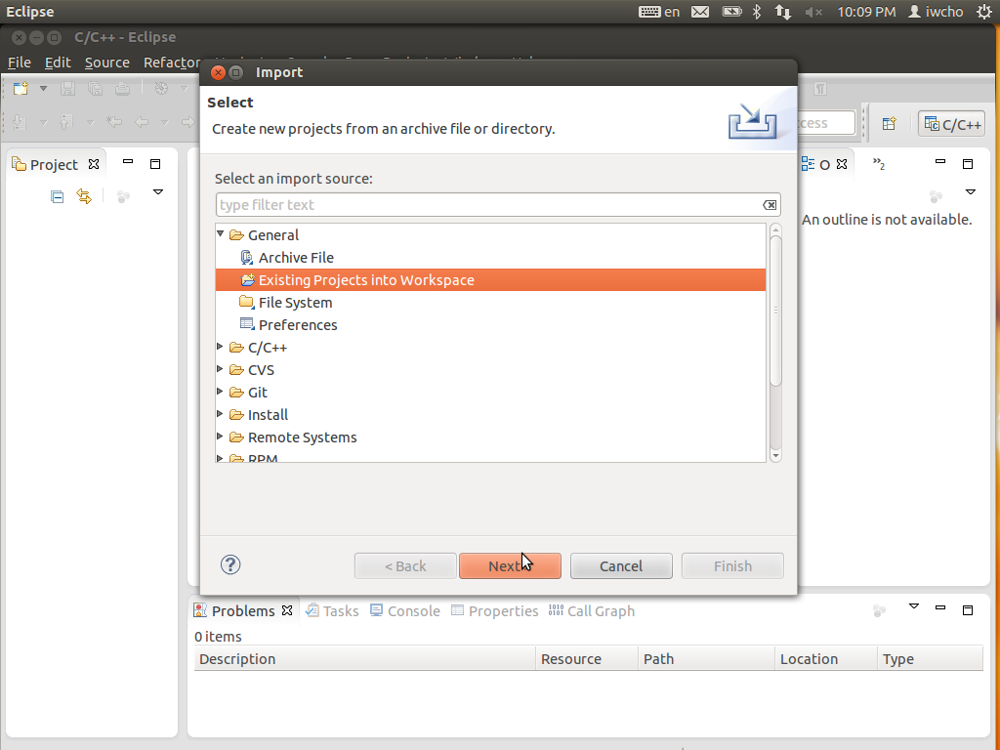 Eclipse en 10:09 PM iwcho
C/C++ - Eclipse
File Edit Source Refactor
Import
Select
Create new projects from an archive file or directory.
C/C++
Project
O
2
Select an import source:
type filter text
An outline is not available.
General
Archive File
Existing Projects into Workspace
File System
Preferences
C/C++
CVS
Git
Install
Remote Systems
RPM
? < Back Next Cancel Finish
Problems Tasks Console Properties Call Graph
0 items
Description Resource Path Location Type